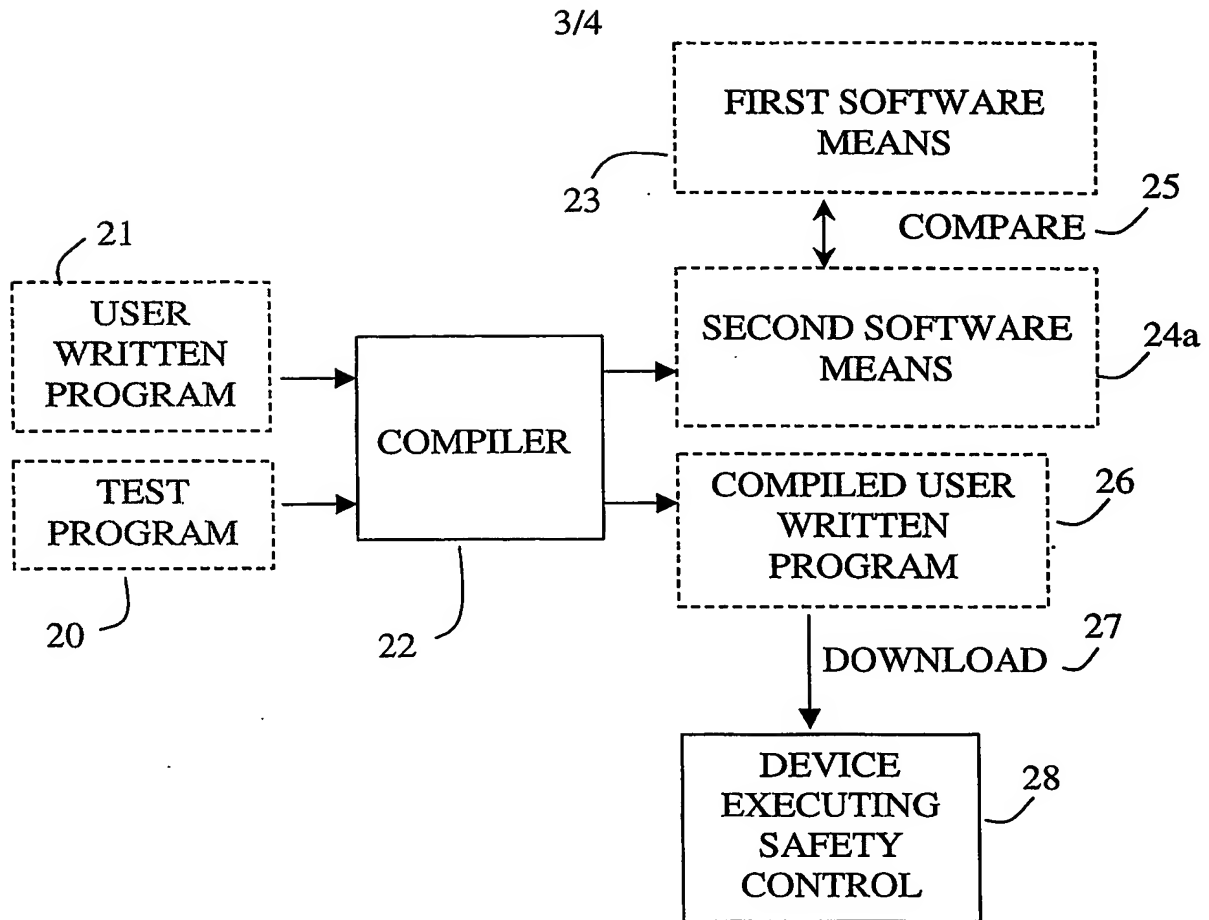 3/4
FIRST SOFTWARE
MEANS
23
25
COMPARE
21
USER
WRITTEN
PROGRAM
SECOND SOFTWARE
MEANS
24a
COMPILER
TEST
PROGRAM
20
22
COMPILED USER
WRITTEN
PROGRAM
26
27
DOWNLOAD
DEVICE
EXECUTING
SAFETY
CONTROL
28